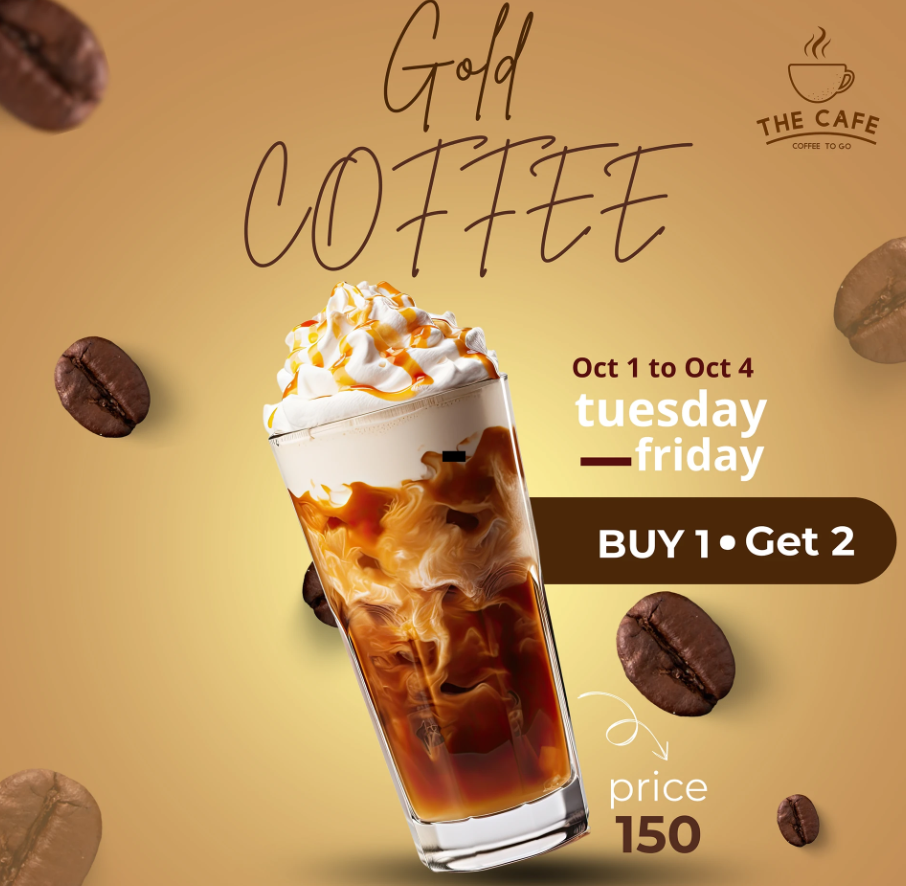 Gold
COFFEE
THE CAFE
COFFEE TO GO
Oct 1 to Oct 4
tuesday
friday
BUY 1 • Get 2
price
150